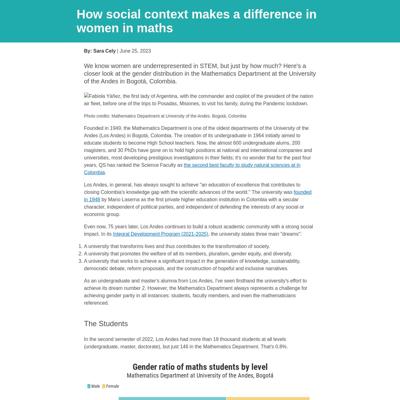 How social context makes a difference in
women in maths
By: Sara Cely | June 25, 2023
We know women are underrepresented in STEM, but just by how much? Here's a
closer look at the gender distribution in the Mathematics Department at the University
of the Andes in Bogotá, Colombia.
Fabiola Yáñez, the first lady of Argentina, with the commander and copilot of the president of the nation
air fleet, before one of the trips to Posadas, Misiones, to visit his family, during the Pandemic lockdown.
Photo credits: Mathematics Department at University of the Andes. Bogotá, Colombia
Founded in 1949, the Mathematics Department is one of the oldest departments of the University of the
Andes (Los Andes) in Bogotá, Colombia. The creation of its undergraduate in 1964 initially aimed to
educate students to become High School teachers. Now, the almost 600 undergraduate alums, 200
magisters, and 30 PhDs have gone on to hold high positions at national and international companies and
universities, most developing prestigious investigations in their fields; it's no wonder that for the past four
years, QS has ranked the Science Faculty as the second best faculty to study natural sciences at in
Colombia.
Los Andes, in general, has always sought to achieve "an education of excellence that contributes to
closing Colombia's knowledge gap with the scientific advances of the world." The university was founded
in 1948 by Mario Laserna as the first private higher education institution in Colombia with a secular
character, independent of political parties, and independent of defending the interests of any social or
economic group.
Even now, 75 years later, Los Andes continues to build a robust academic community with a strong social
impact. In its Integral Development Program (2021-2025), the university states three main "dreams":
1. A university that transforms lives and thus contributes to the transformation of society.
2. A university that promotes the welfare of all its members, pluralism, gender equity, and diversity.
3. A university that works to achieve a significant impact in the generation of knowledge, sustainability,
democratic debate, reform proposals, and the construction of hopeful and inclusive narratives.
As an undergraduate and master's alumna from Los Andes, I've seen firsthand the university's effort to
achieve its dream number 2. However, the Mathematics Department always represents a challenge for
achieving gender parity in all instances: students, faculty members, and even the mathematicians
referenced.
The Students
In the second semester of 2022, Los Andes had more than 18 thousand students at all levels
(undergraduate, master, doctorate), but just 146 in the Mathematics Department. That's 0.8%.
Gender ratio of maths students by level
Mathematics Department at University of the Andes, Bogotá
Male Female